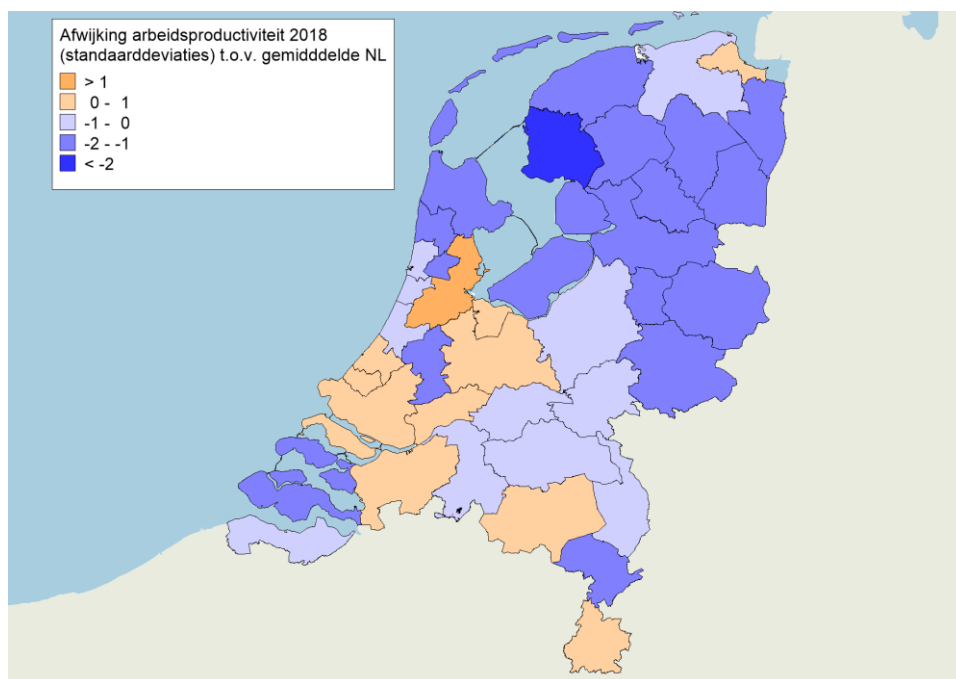 Afwijking arbeidsproductiviteit 2018
(standaarddeviaties) t.o.v. gemidddelde NL
> 1
0 - 1
-1 - 0
-2 - -1
< -2